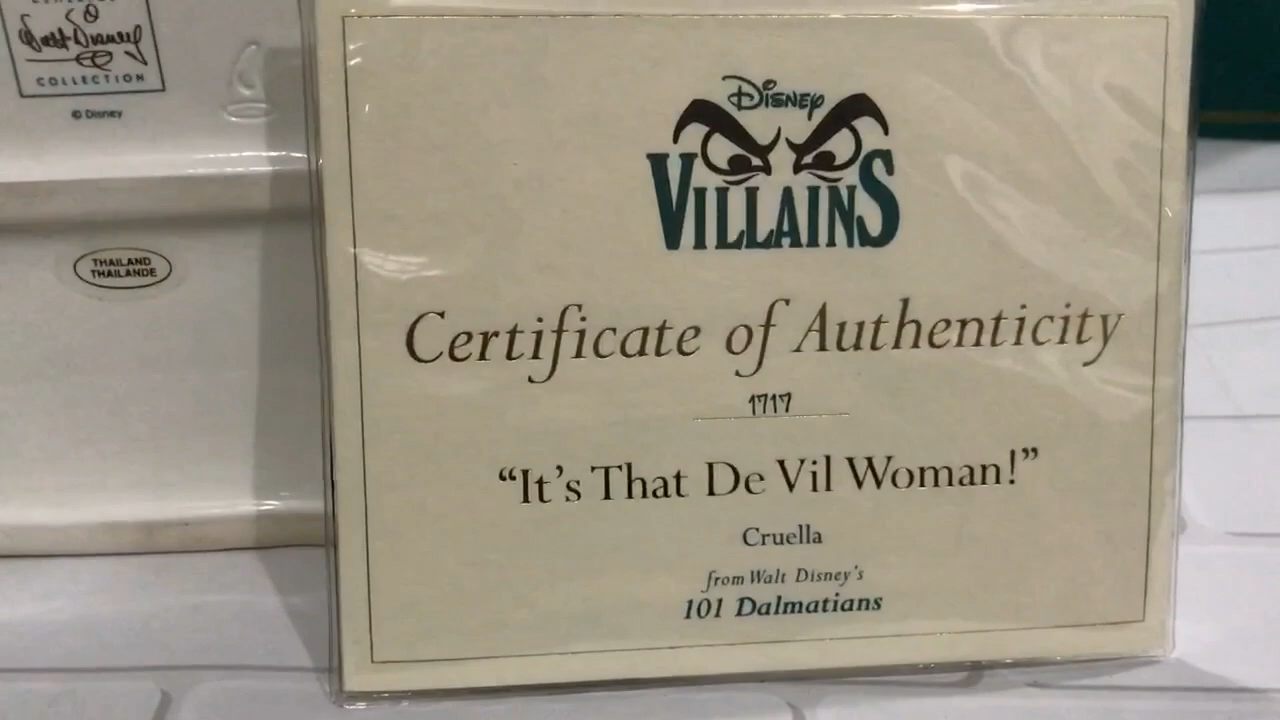 Walt Disney
COLLECTION
© Disney
THAILAND
THAILANDE
Disney
VILLAINS
Certificate of Authenticity
1717
“It’s That De Vil Woman!”
Cruella
from Walt Disney’s
101 Dalmatians